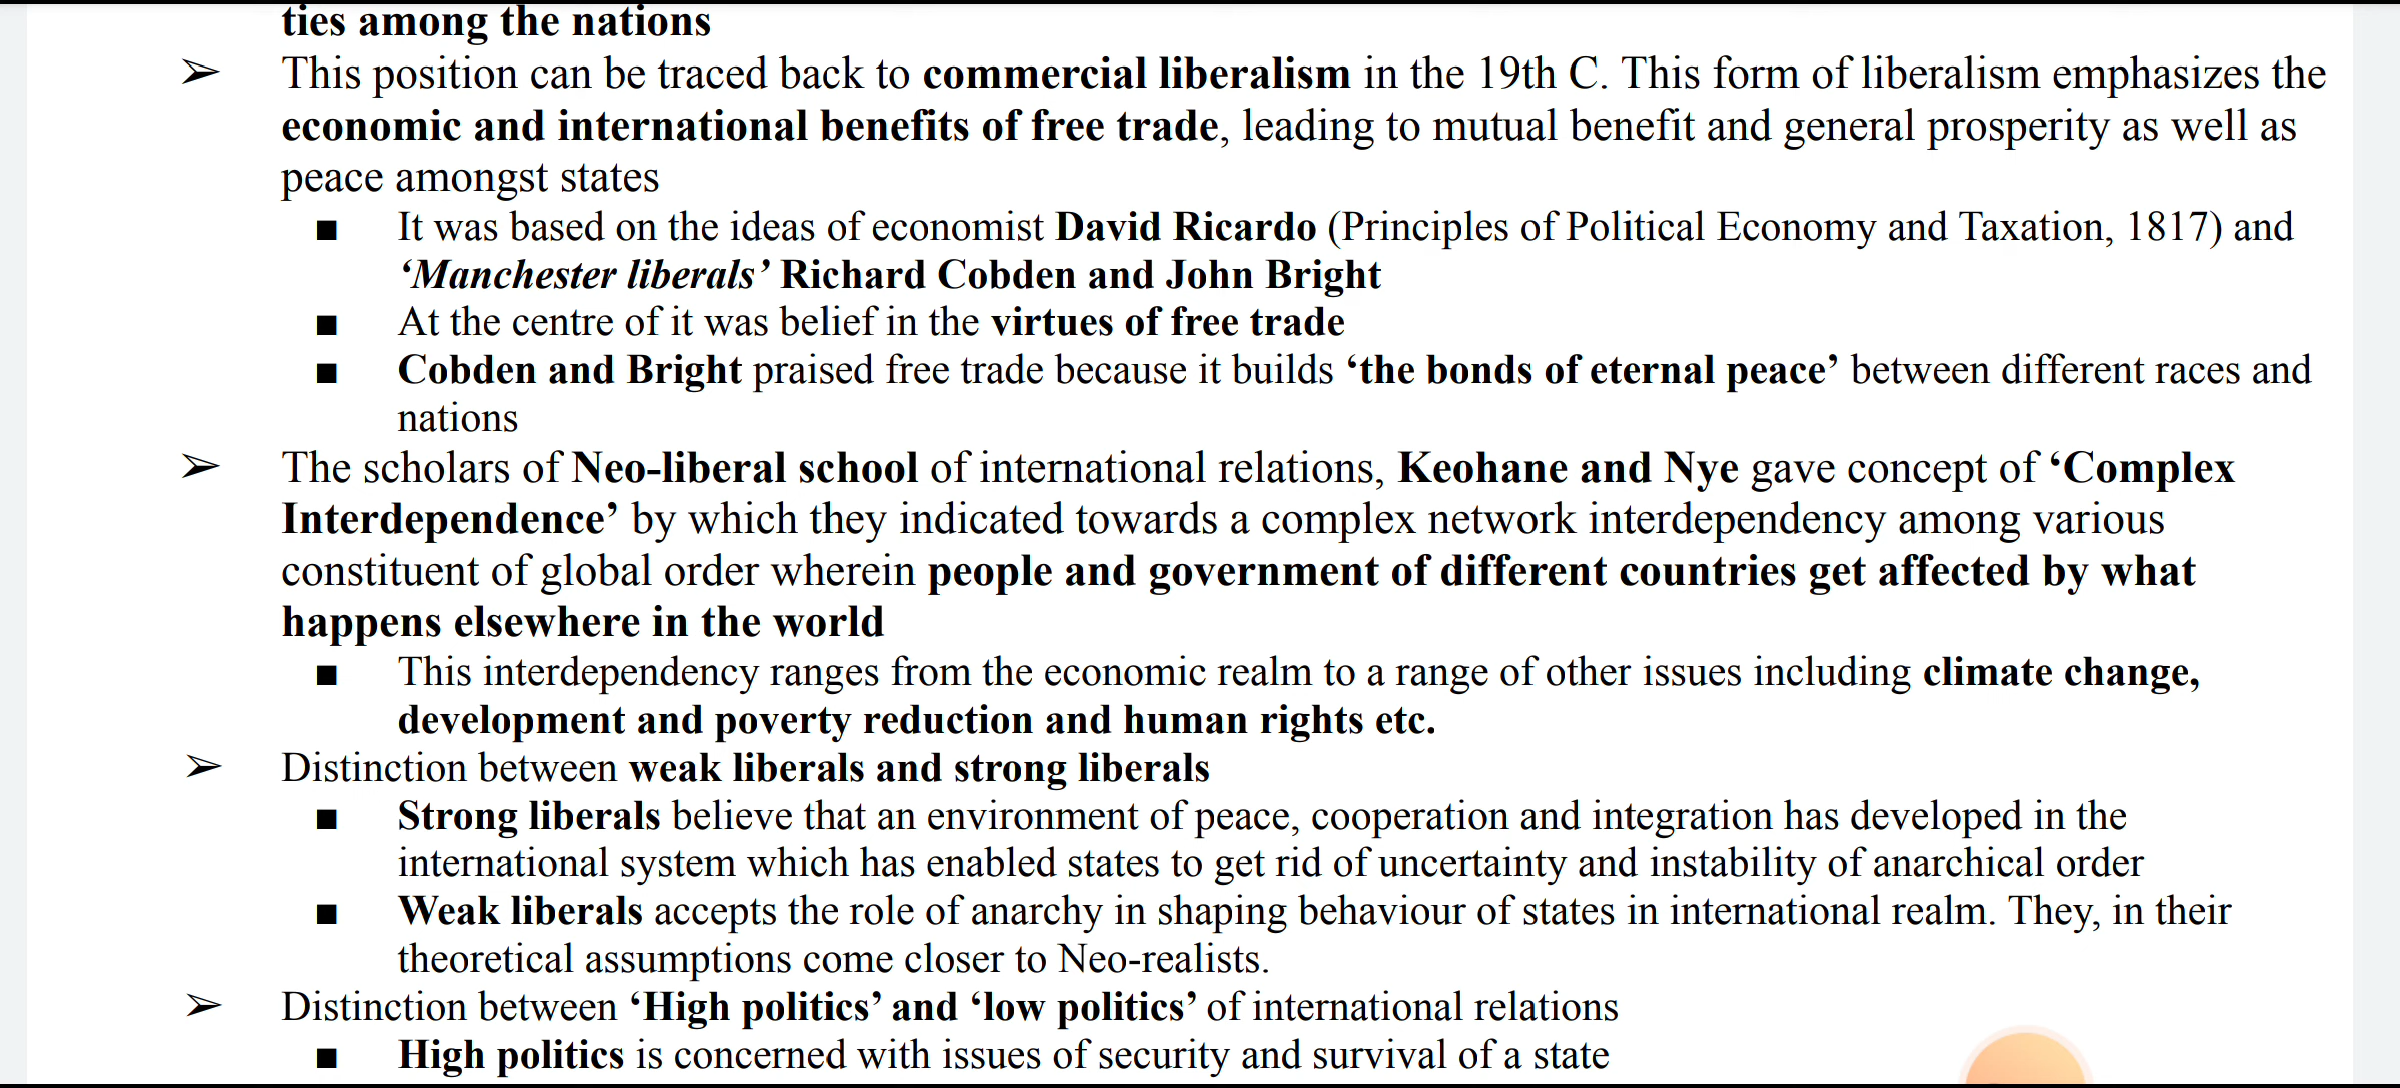 ties among the nations
➢ This position can be traced back to commercial liberalism in the 19th C. This form of liberalism emphasizes the
economic and international benefits of free trade, leading to mutual benefit and general prosperity as well as
peace amongst states
■ It was based on the ideas of economist David Ricardo (Principles of Political Economy and Taxation, 1817) and
‘Manchester liberals’ Richard Cobden and John Bright
■ At the centre of it was belief in the virtues of free trade
■ Cobden and Bright praised free trade because it builds ‘the bonds of eternal peace’ between different races and
nations
➢ The scholars of Neo-liberal school of international relations, Keohane and Nye gave concept of ‘Complex
Interdependence’ by which they indicated towards a complex network interdependency among various
constituent of global order wherein people and government of different countries get affected by what
happens elsewhere in the world
■ This interdependency ranges from the economic realm to a range of other issues including climate change,
development and poverty reduction and human rights etc.
➢ Distinction between weak liberals and strong liberals
■ Strong liberals believe that an environment of peace, cooperation and integration has developed in the
international system which has enabled states to get rid of uncertainty and instability of anarchical order
■ Weak liberals accepts the role of anarchy in shaping behaviour of states in international realm. They, in their
theoretical assumptions come closer to Neo-realists.
➢ Distinction between ‘High politics’ and ‘low politics’ of international relations
■ High politics is concerned with issues of security and survival of a state